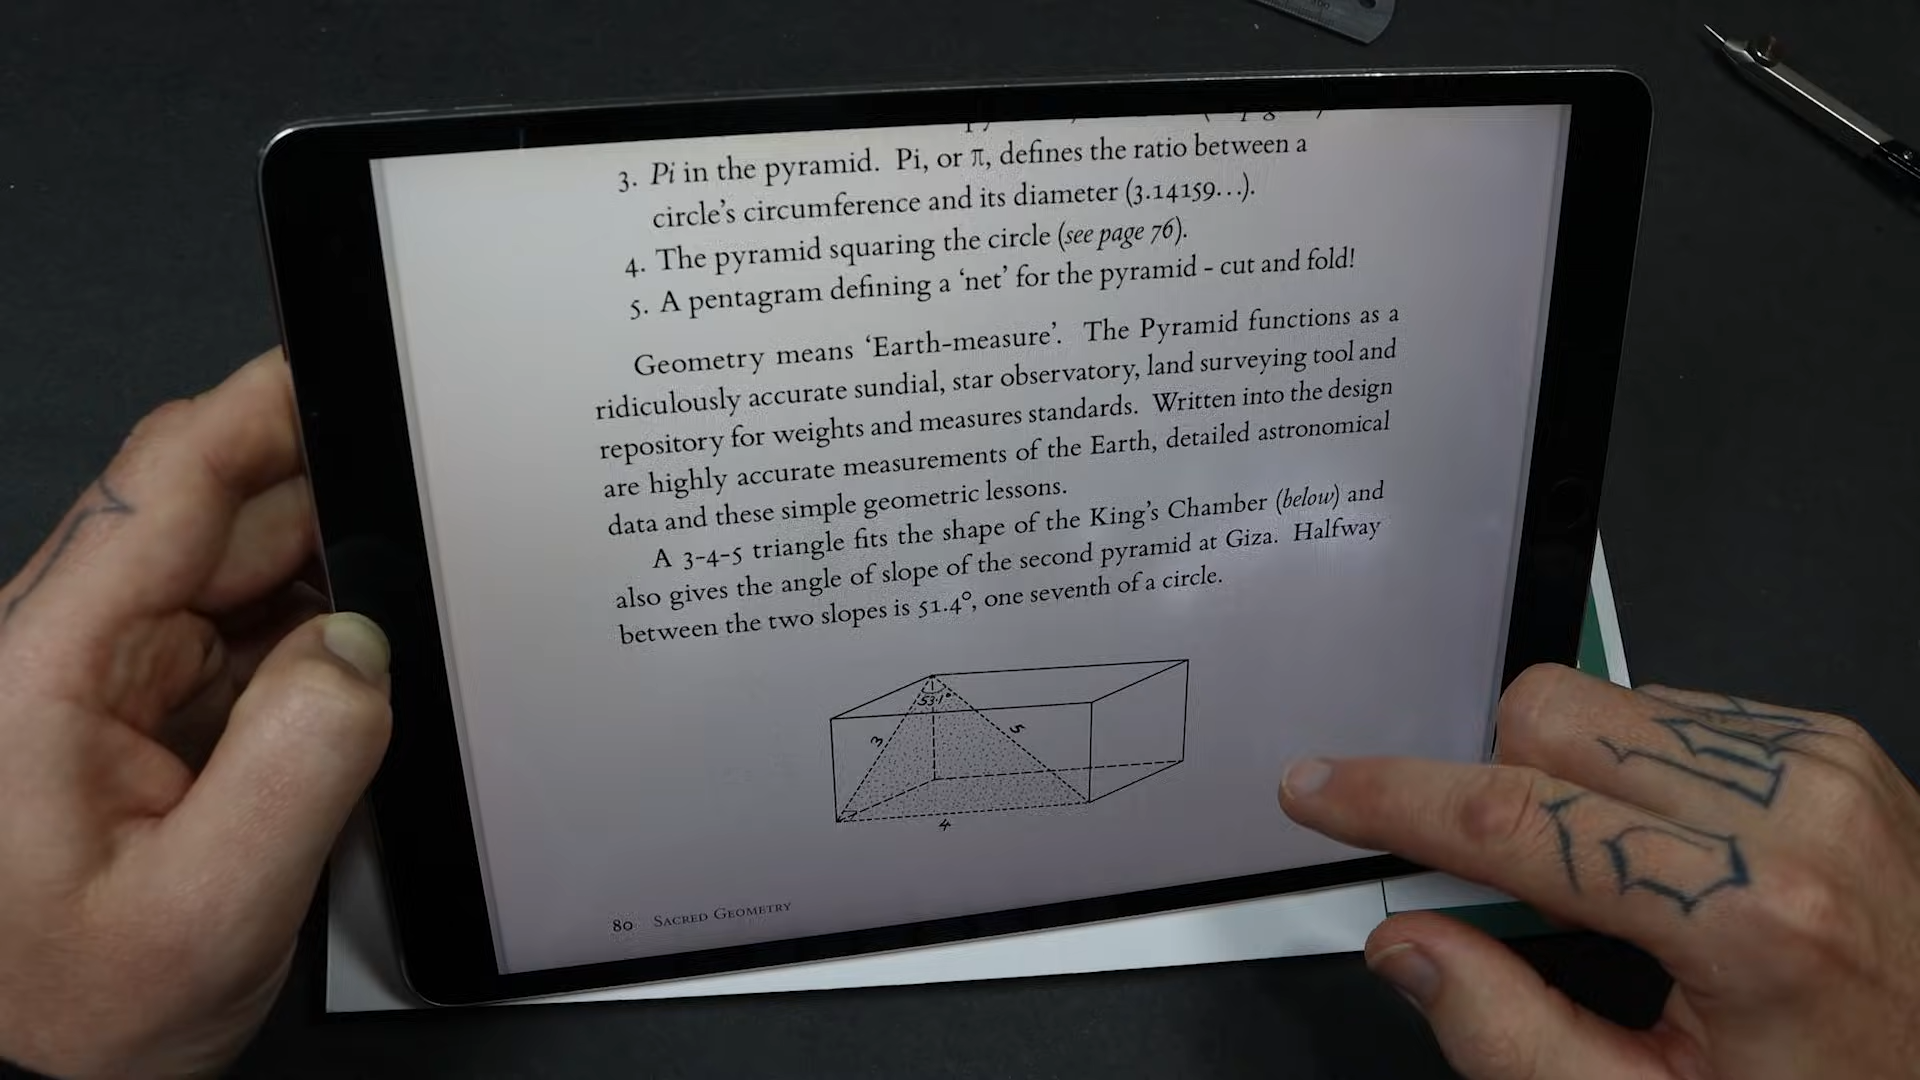 3. Pi in the pyramid. Pi, or π, defines the ratio between a
circle's circumference and its diameter (3.14159...).
4. The pyramid squaring the circle (see page 76).
5. A pentagram defining a 'net' for the pyramid - cut and fold!
Geometry means 'Earth-measure'. The Pyramid functions as a
ridiculously accurate sundial, star observatory, land surveying tool and
repository for weights and measures standards. Written into the design
are highly accurate measurements of the Earth, detailed astronomical
data and these simple geometric lessons.
A 3-4-5 triangle fits the shape of the King's Chamber (below) and
also gives the angle of slope of the second pyramid at Giza. Halfway
between the two slopes is 51.4°, one seventh of a circle.
53.1°
3
5
4
80 Sacred Geometry